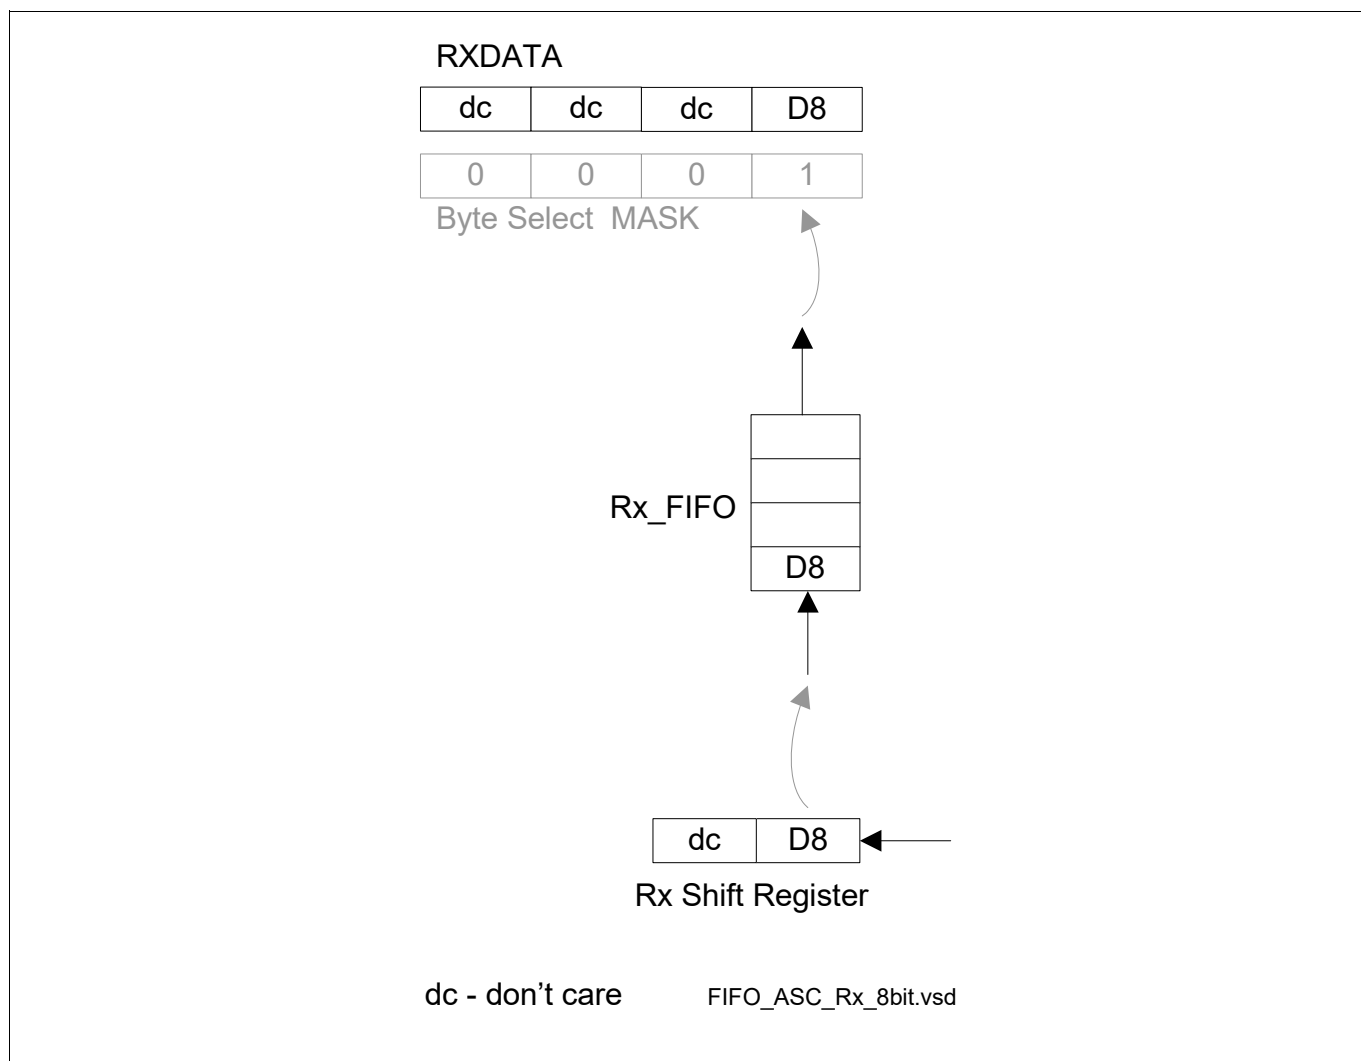 RXDATA
dc dc dc D8
0 0 0 1
Byte Select MASK
Rx_FIFO
D8
dc D8
Rx Shift Register
dc - don't care FIFO_ASC_Rx_8bit.vsd